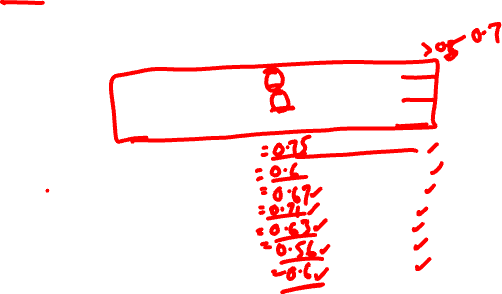 > 0.5 0.7
= 0.75 ✓
= 0.6 ✓
= 0.67 ✓ ✓
= 0.71 ✓ ✓
= 0.63 ✓ ✓
= 0.56 ✓ ✓
= 0.6 ✓ ✓